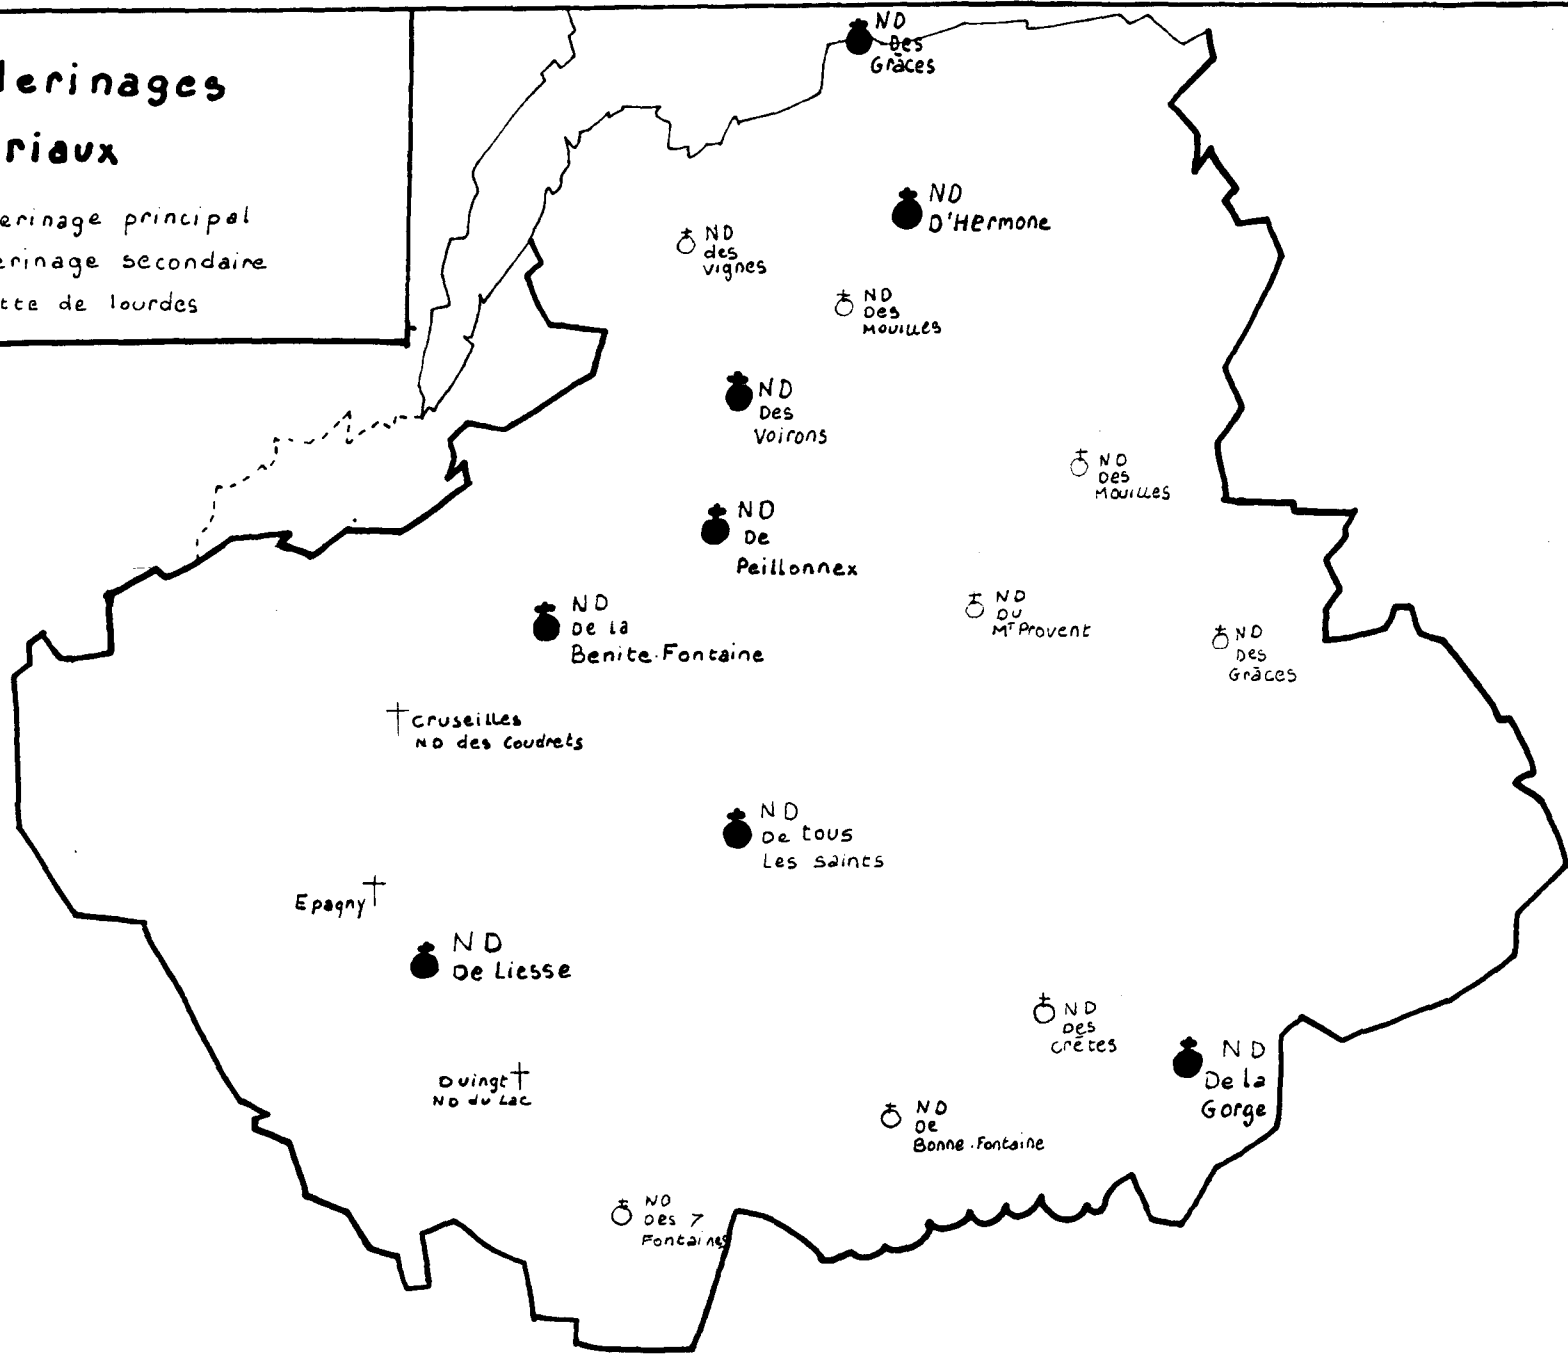 lerinages
riaux
erinage principal
erinage secondaire
tte de lourdes
ND
Des
Grâces
ND
D'Hermone
ND
des
vignes
ND
Des
Mouilles
ND
Des
Voirons
ND
Des
Mouilles
ND
De
Peillonnex
ND
De la
Benite-Fontaine
ND
Du
MT Provent
ND
Des
Grâces
Cruseilles
ND des Coudrets
ND
De tous
Les saints
Epagny
ND
De Liesse
ND
Des
Crêtes
ND
De la
Gorge
Duingt
ND du Lac
ND
De
Bonne-Fontaine
ND
Des 7
Fontaines